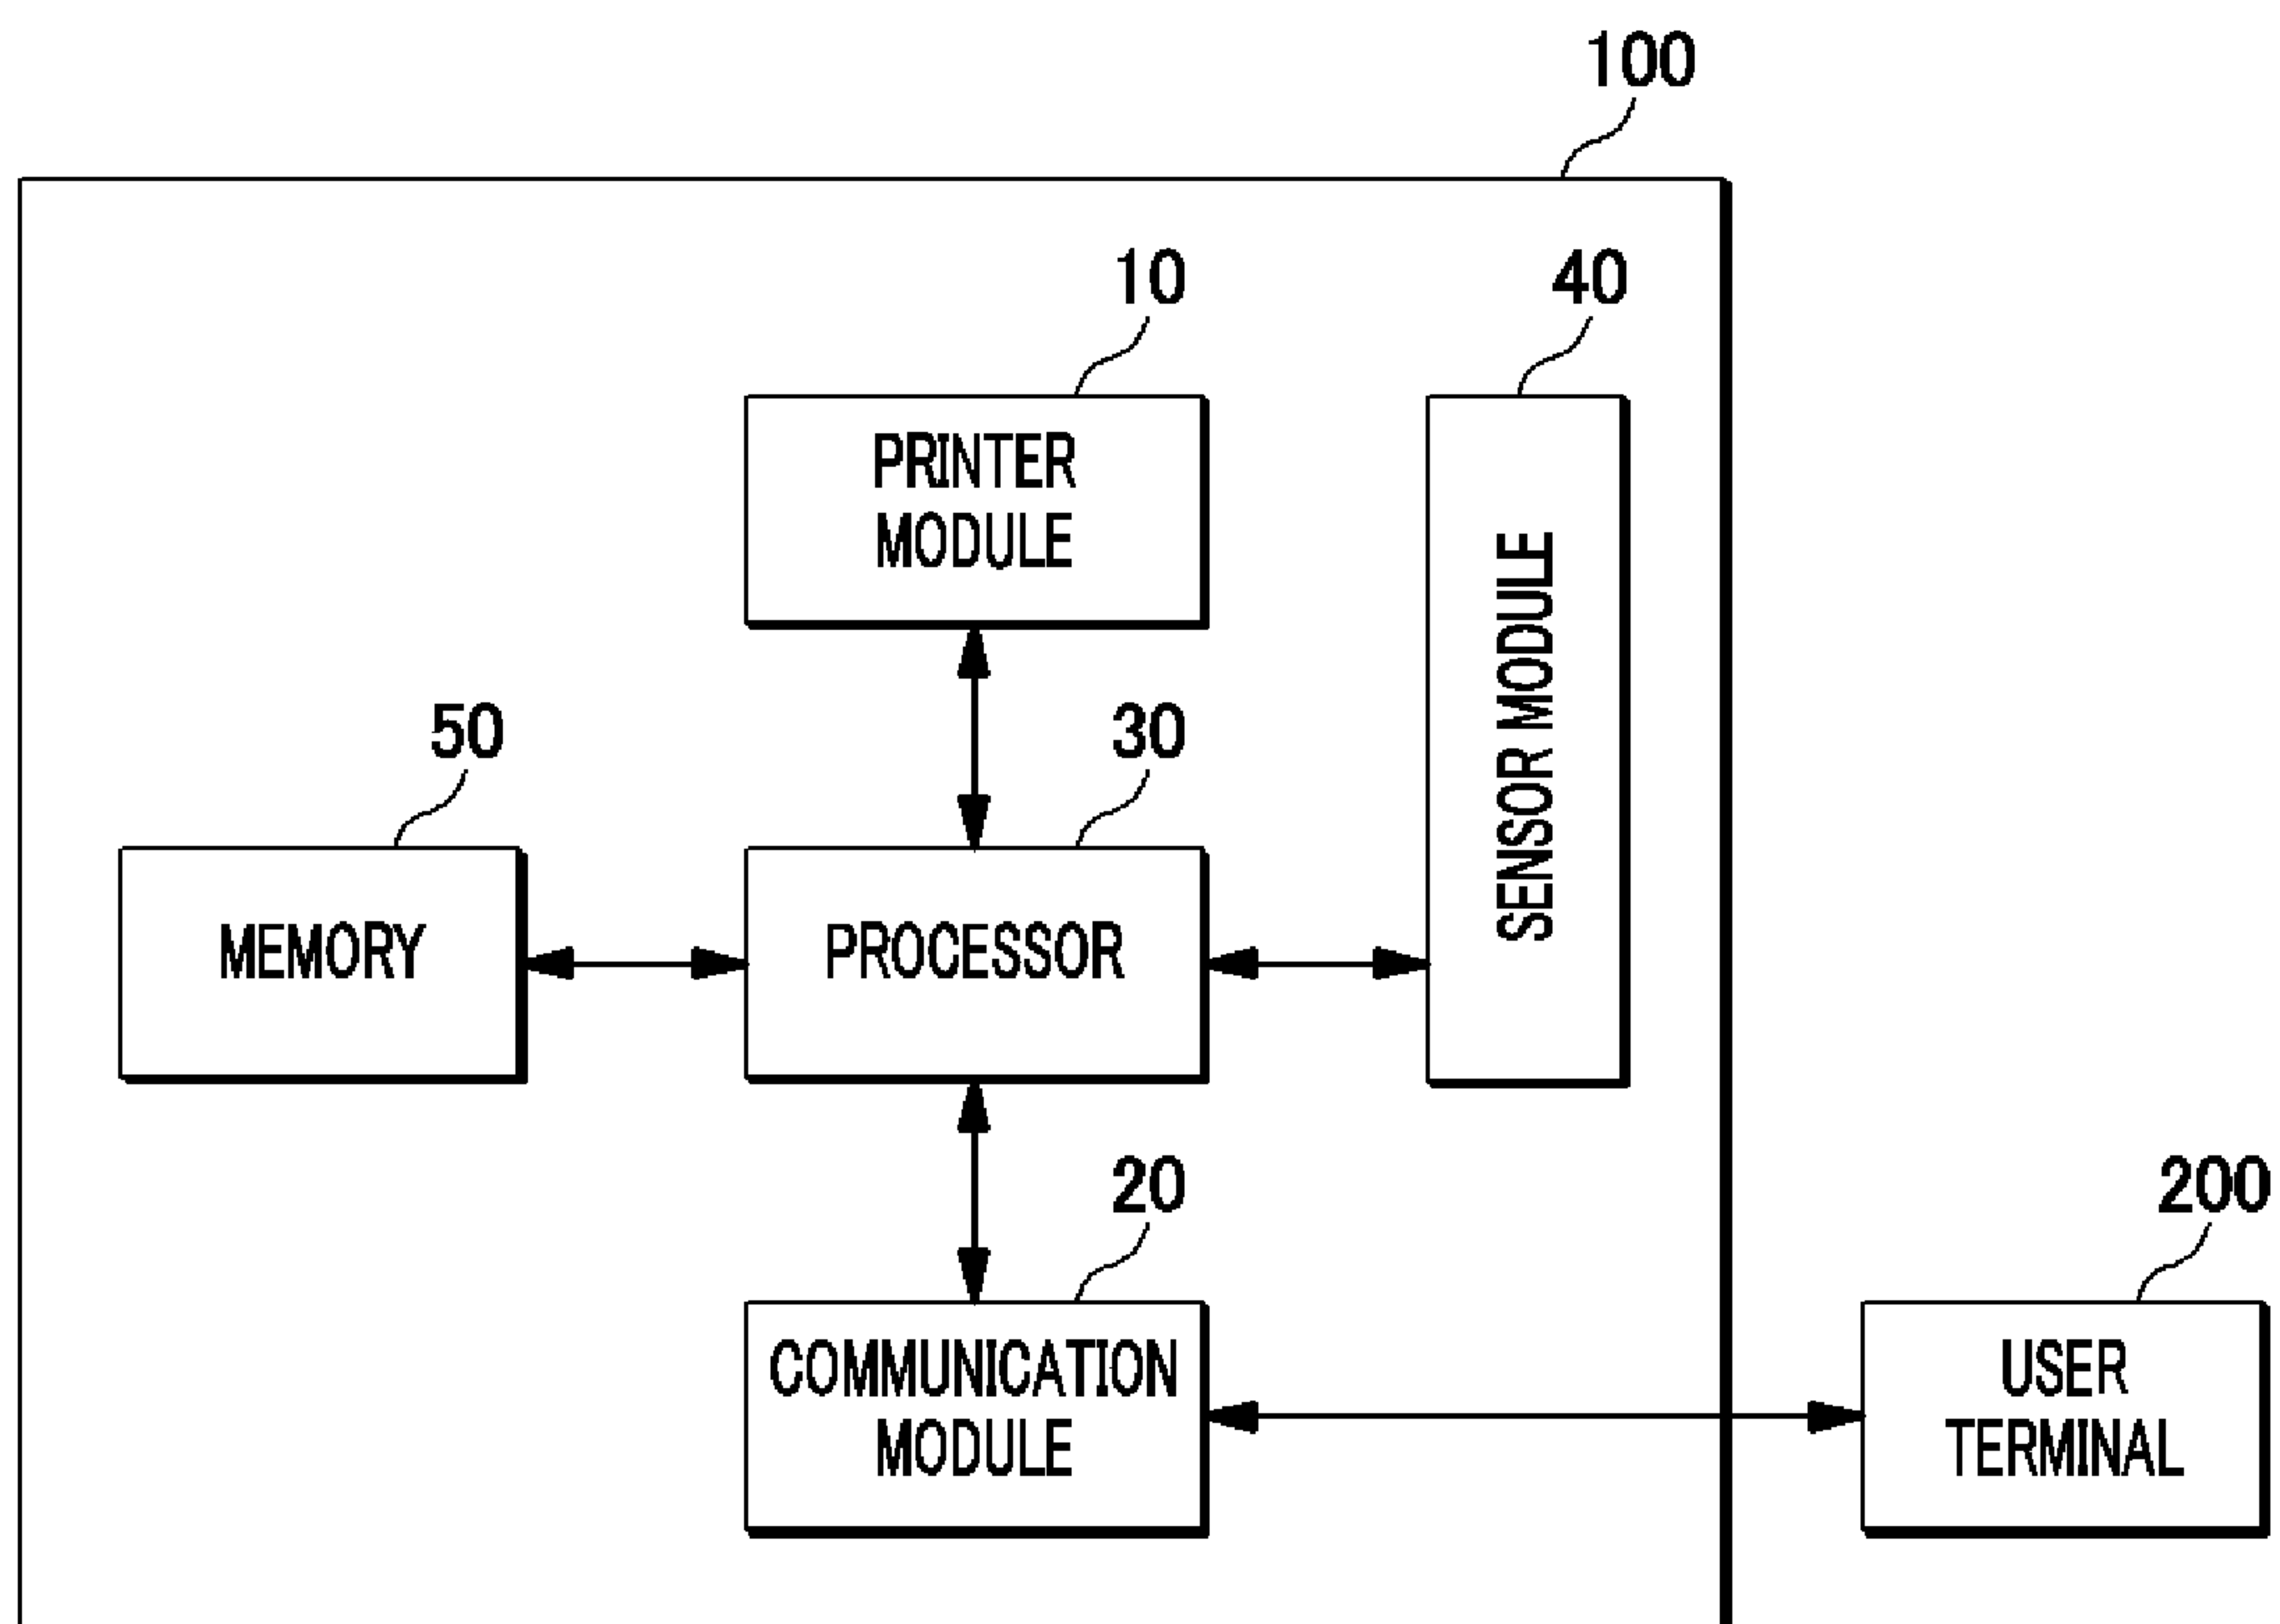 100
10
40
PRINTER
MODULE
SENSOR MODULE
50
30
MEMORY
PROCESSOR
20
200
COMMUNICATION
MODULE
USER
TERMINAL